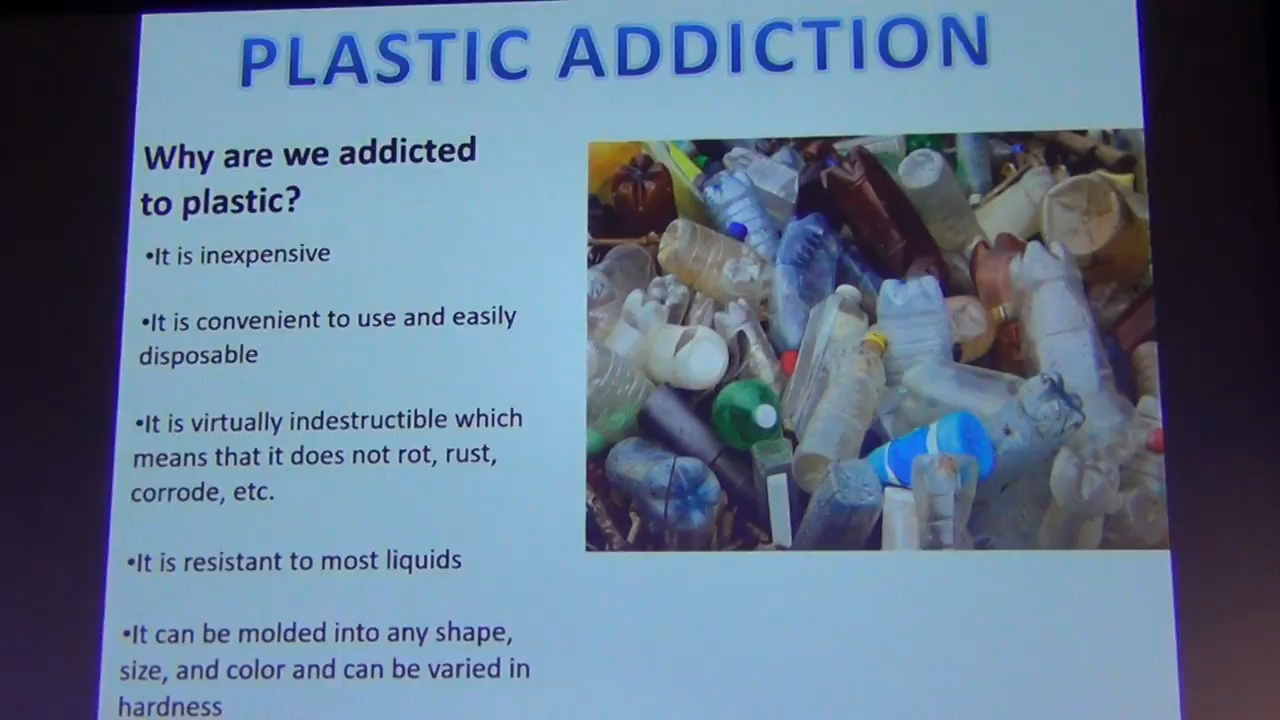 PLASTIC ADDICTION
Why are we addicted
to plastic?
•It is inexpensive
•It is convenient to use and easily
disposable
•It is virtually indestructible which
means that it does not rot, rust,
corrode, etc.
•It is resistant to most liquids
•It can be molded into any shape,
size, and color and can be varied in
hardness